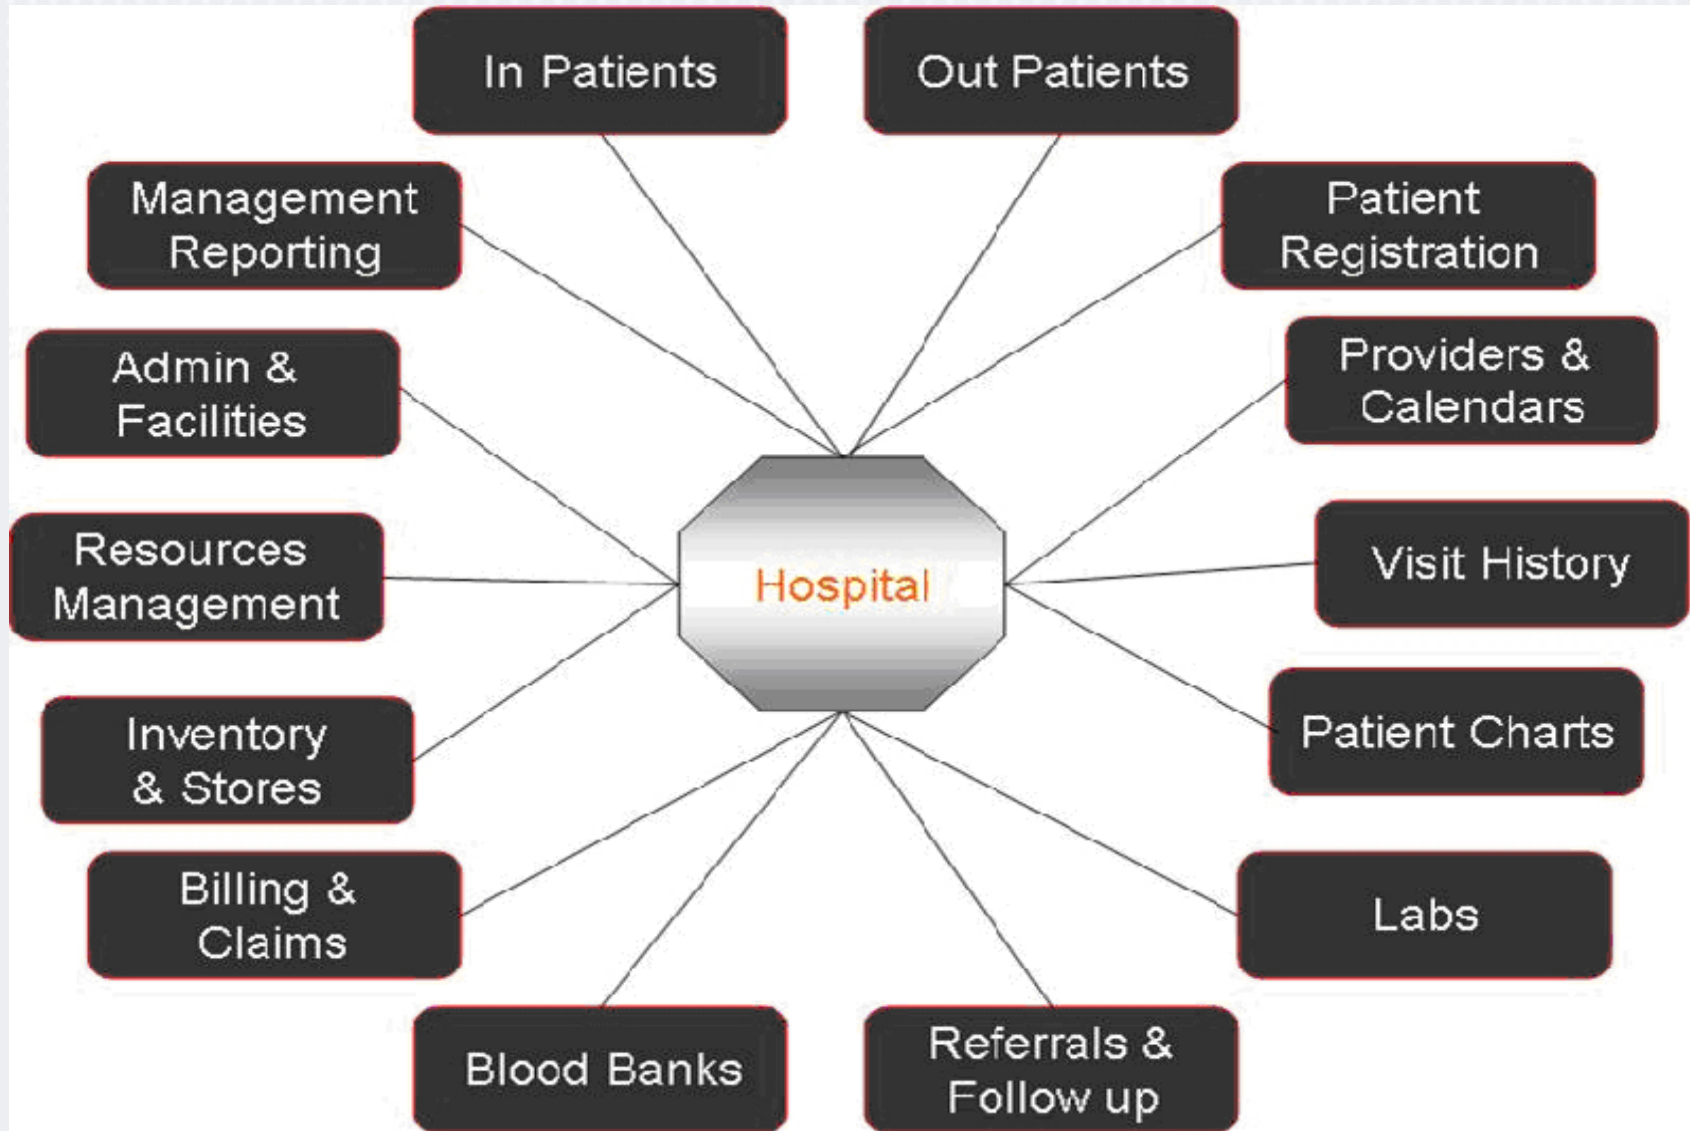 In Patients
Out Patients
Management
Reporting
Patient
Registration
Admin &
Facilities
Providers &
Calendars
Resources
Management
Hospital
Visit History
Inventory
& Stores
Patient Charts
Billing &
Claims
Labs
Blood Banks
Referrals &
Follow up